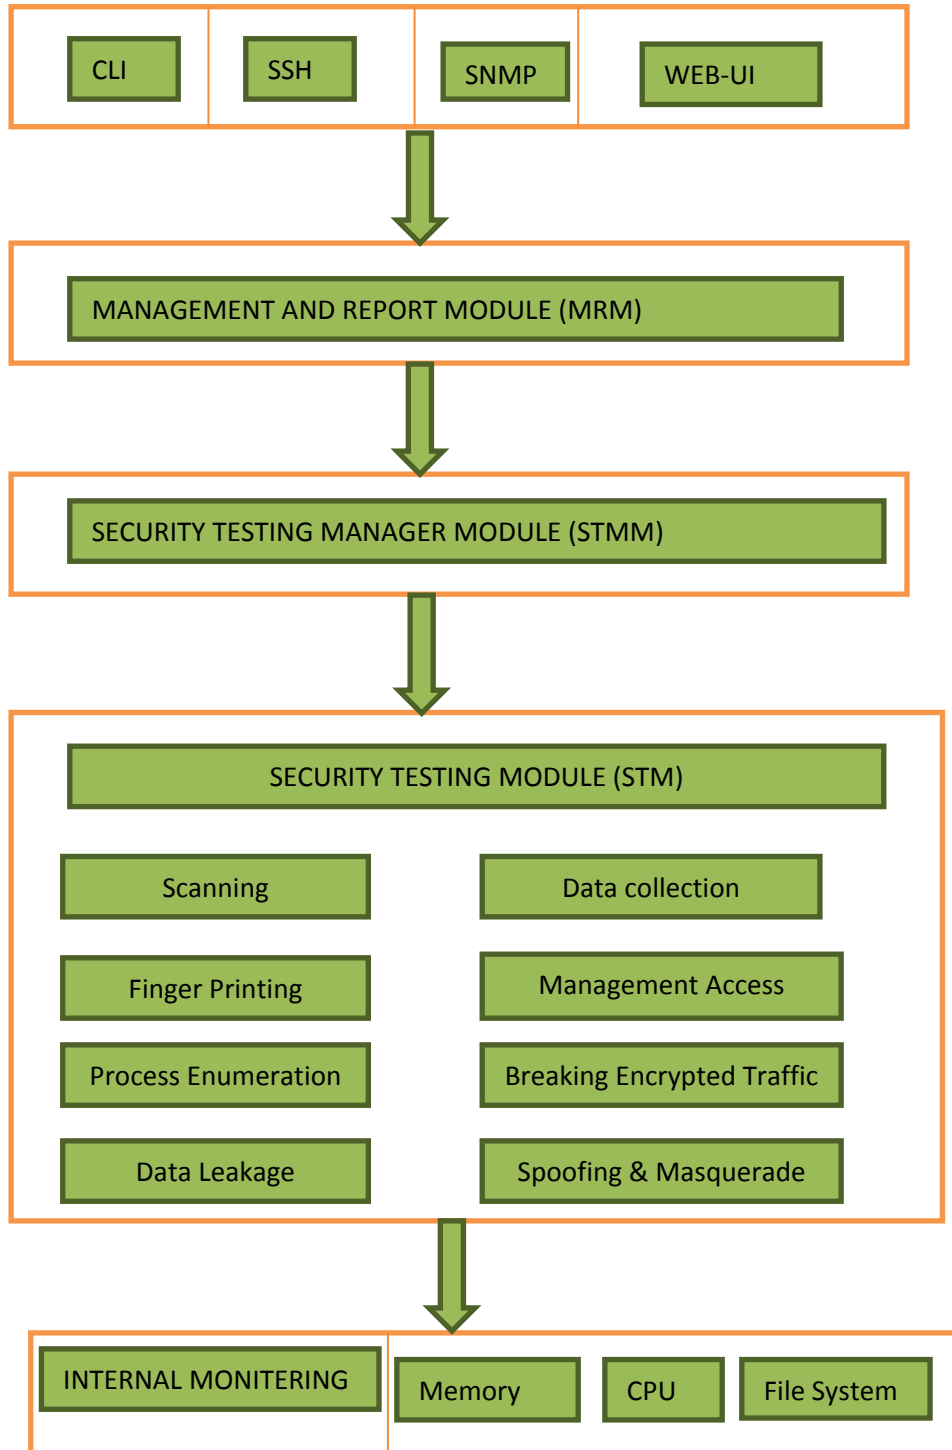 CLI
SSH
SNMP
WEB-UI
MANAGEMENT AND REPORT MODULE (MRM)
SECURITY TESTING MANAGER MODULE (STMM)
SECURITY TESTING MODULE (STM)
Scanning
Data collection
Finger Printing
Management Access
Process Enumeration
Breaking Encrypted Traffic
Data Leakage
Spoofing & Masquerade
INTERNAL MONITERING
Memory
CPU
File System